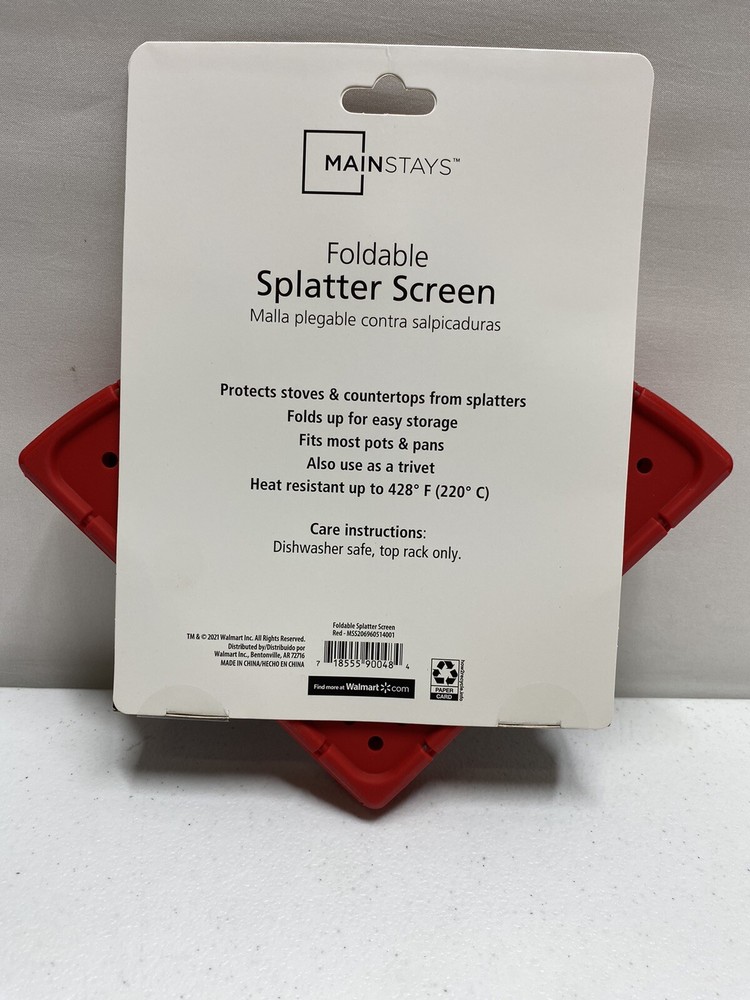 MAINSTAYS™
Foldable
Splatter Screen
Malla plegable contra salpicaduras
Protects stoves & countertops from splatters
Folds up for easy storage
Fits most pots & pans
Also use as a trivet
Heat resistant up to 428° F (220° C)
Care instructions:
Dishwasher safe, top rack only.
TM & © 2021 Walmart Inc. All Rights Reserved.
Distributed by/Distribuido por
Walmart Inc., Bentonville, AR 72716
MADE IN CHINA/HECHO EN CHINA
Foldable Splatter Screen
Red - MSS206960514001
7 18555 90048 4
Find more at Walmart.com
PAPER
CARD
how2recycle.info